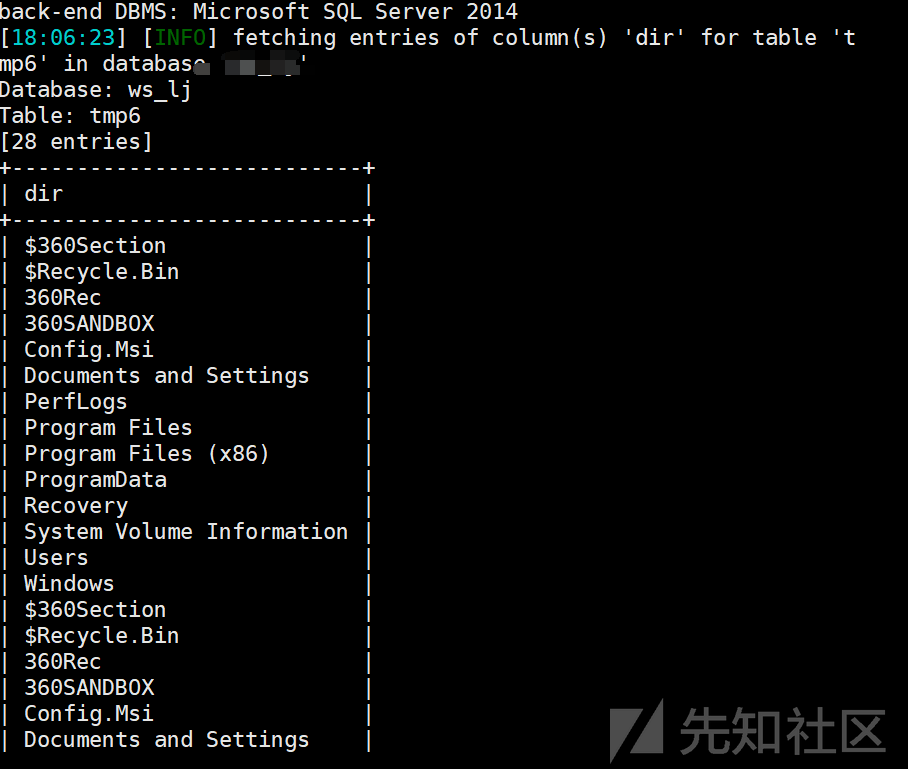 back-end DBMS: Microsoft SQL Server 2014
[18:06:23] [INFO] fetching entries of column(s) 'dir' for table 't
mp6' in database '
Database: ws_lj
Table: tmp6
[28 entries]
+---------------------------+
| dir |
+---------------------------+
| $360Section |
| $Recycle.Bin |
| 360Rec |
| 360SANDBOX |
| Config.Msi |
| Documents and Settings |
| PerfLogs |
| Program Files |
| Program Files (x86) |
| ProgramData |
| Recovery |
| System Volume Information |
| Users |
| Windows |
| $360Section |
| $Recycle.Bin |
| 360Rec |
| 360SANDBOX |
| Config.Msi |
| Documents and Settings |
先知社区